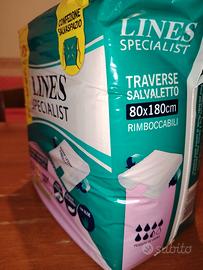 CONFEZIONE
SALVASPAZIO
LINES
SPECIALIST
TRAVERSE
SALVALETTO
80x180cm
RIMBOCCABILI
LINES
SPECIALIST
subito